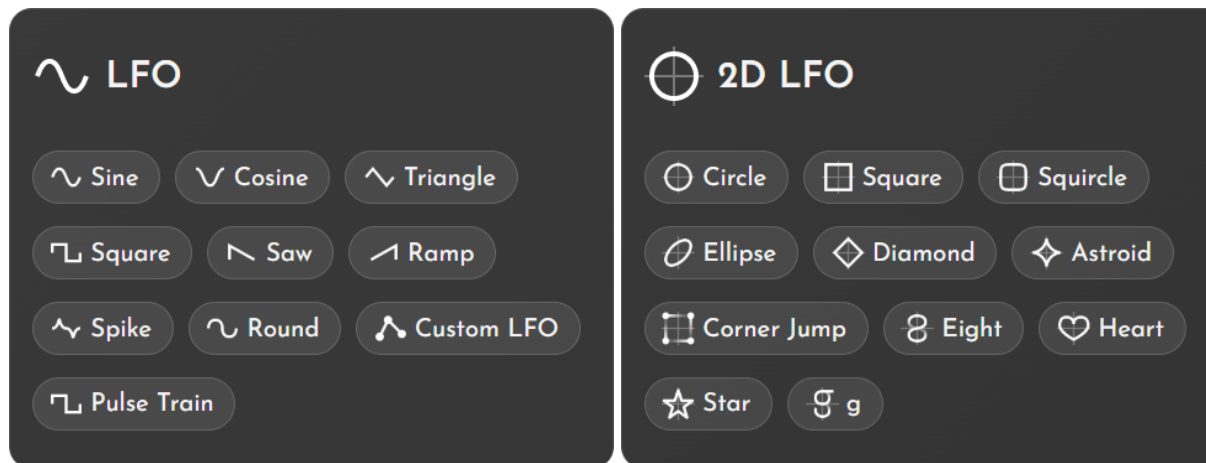 LFO
Sine Cosine Triangle
Square Saw Ramp
Spike Round Custom LFO
Pulse Train
2D LFO
Circle Square Squircle
Ellipse Diamond Astroid
Corner Jump Eight Heart
Star g